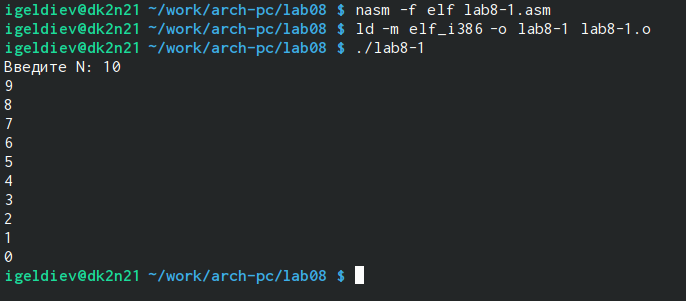 igeldiev@dk2n21 ~/work/arch-pc/lab08 $ nasm -f elf lab8-1.asm
igeldiev@dk2n21 ~/work/arch-pc/lab08 $ ld -m elf_i386 -o lab8-1 lab8-1.o
igeldiev@dk2n21 ~/work/arch-pc/lab08 $ ./lab8-1
Введите N: 10
9
8
7
6
5
4
3
2
1
0
igeldiev@dk2n21 ~/work/arch-pc/lab08 $